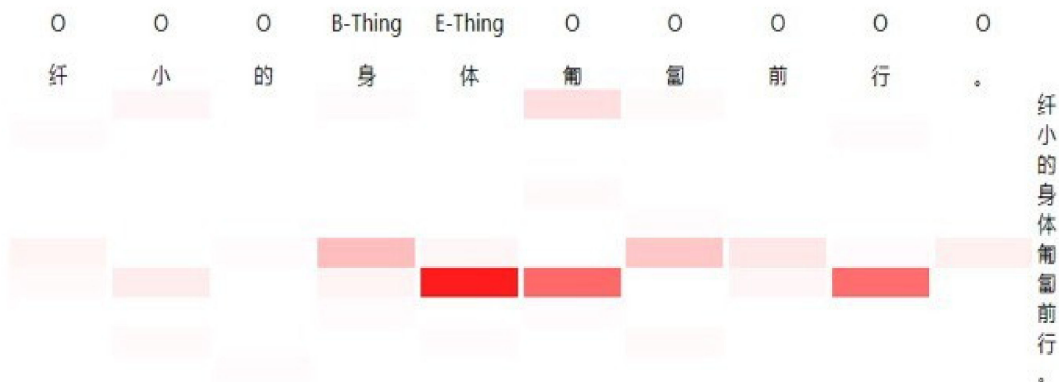 O O O B-Thing E-Thing O O O O O
纤 小 的 身 体 匍 匐 前 行 。
纤小的身体匍匐前行。